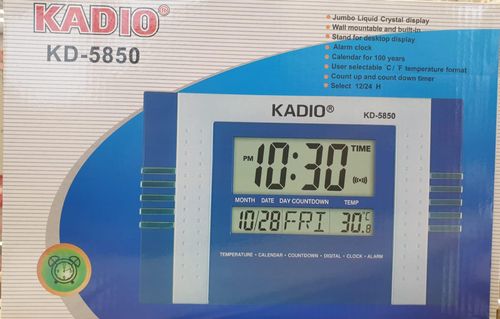 KADIO®
KD-5850
Jumbo Liquid Crystal display
Wall mountable and built-in
Stand for desktop display
Alarm clock
Calendar for 100 years
User selectable °C / °F temperature format
Count up and count down timer
Select 12/24 H
KADIO®
KD-5850
PM 10:30 TIME
MONTH DATE DAY COUNTDOWN TEMP
10/28 FRI 30.8 °C
TEMPERATURE • CALENDAR • COUNTDOWN • DIGITAL • CLOCK • ALARM